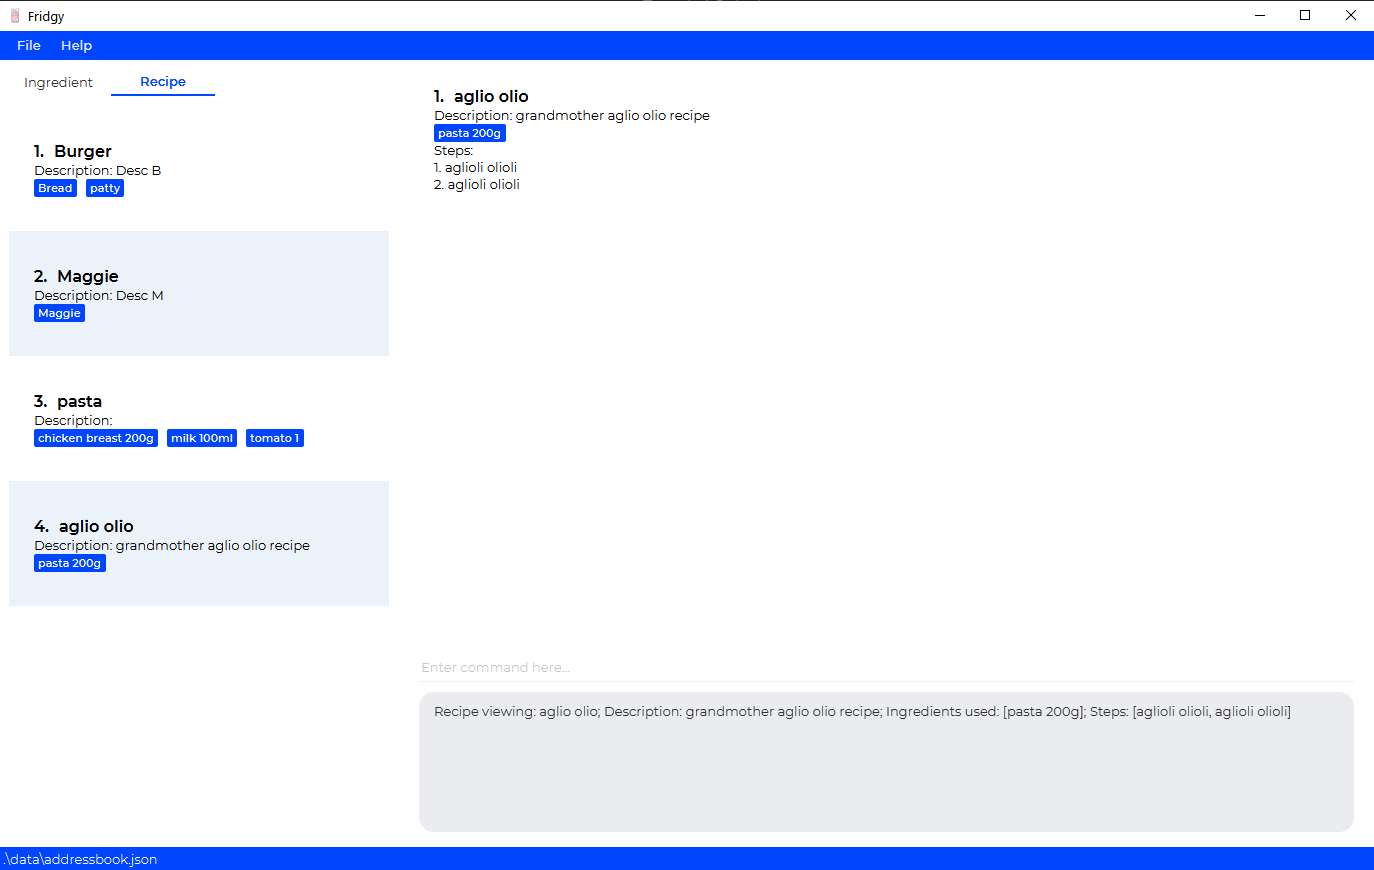 Fridgy
File Help
Ingredient Recipe
1. Burger
Description: Desc B
Bread patty
2. Maggie
Description: Desc M
Maggie
3. pasta
Description:
chicken breast 200g milk 100ml tomato 1
4. aglio olio
Description: grandmother aglio olio recipe
pasta 200g
1. aglio olio
Description: grandmother aglio olio recipe
pasta 200g
Steps:
1. aglioli olioli
2. aglioli olioli
Enter command here...
Recipe viewing: aglio olio; Description: grandmother aglio olio recipe; Ingredients used: [pasta 200g]; Steps: [aglioli olioli, aglioli olioli]
.\data\addressbook.json